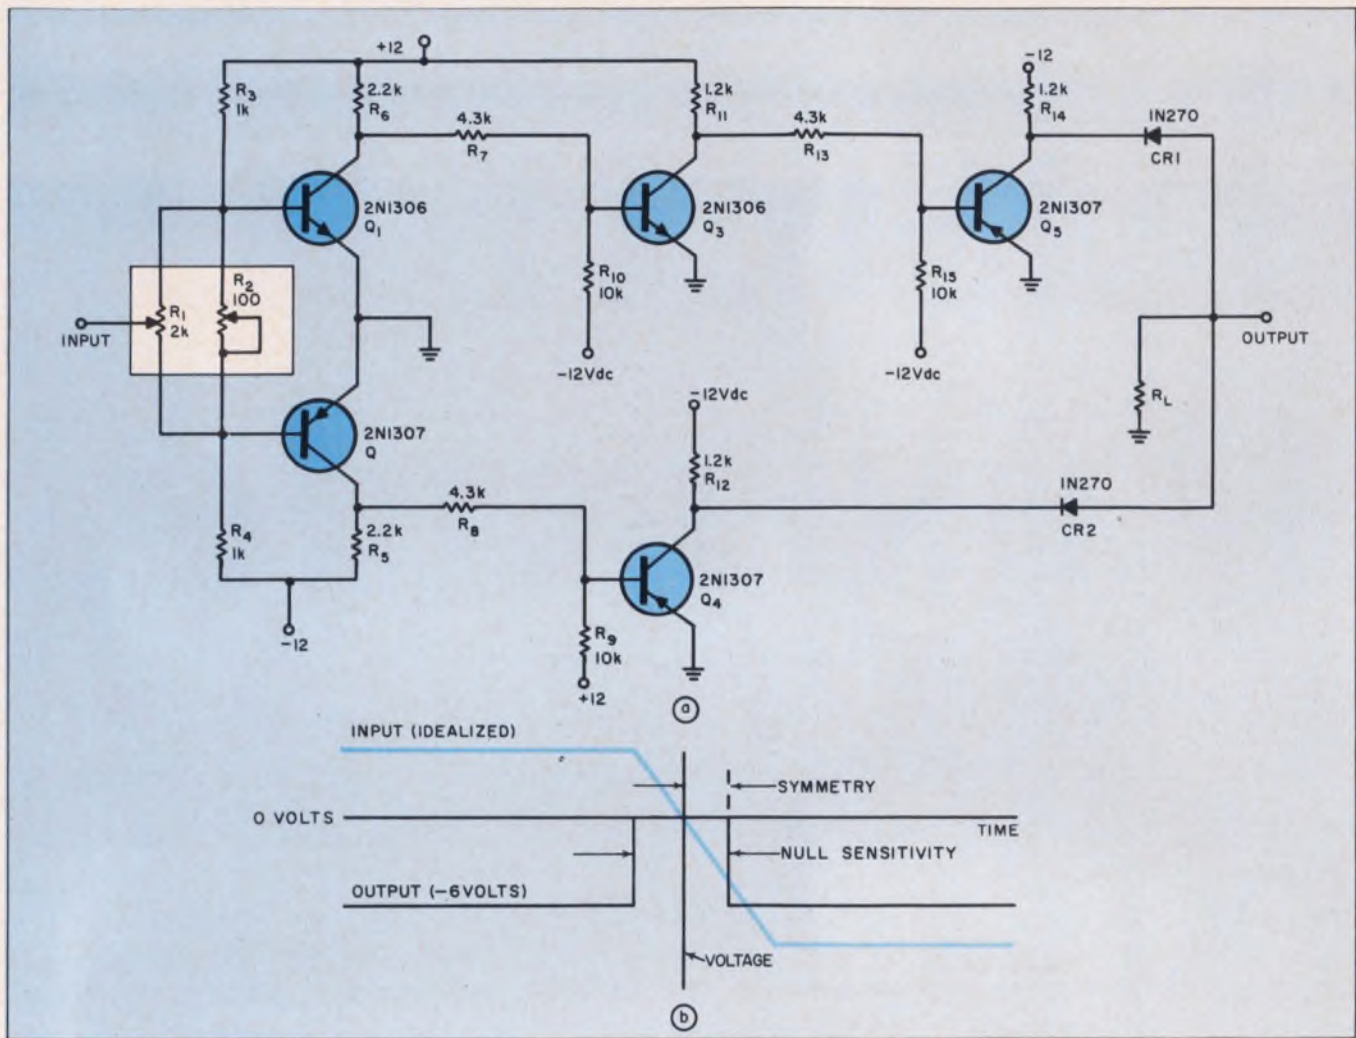 +12
-12
R3
1k
2.2k
R6
1.2k
R11
1.2k
R14
1N270
CR1
4.3k
R7
4.3k
R13
2N1306
Q1
2N1306
Q3
2N1307
Q5
R10
10k
R15
10k
R2
100
R1
2k
INPUT
OUTPUT
-12Vdc
-12Vdc
-12Vdc
RL
2N1307
Q
1.2k
R12
4.3k
R8
1N270
CR2
R4
1k
2.2k
R5
2N1307
Q4
-12
R9
10k
+12
a
INPUT (IDEALIZED)
SYMMETRY
0 VOLTS
TIME
NULL SENSITIVITY
OUTPUT (-6VOLTS)
VOLTAGE
b